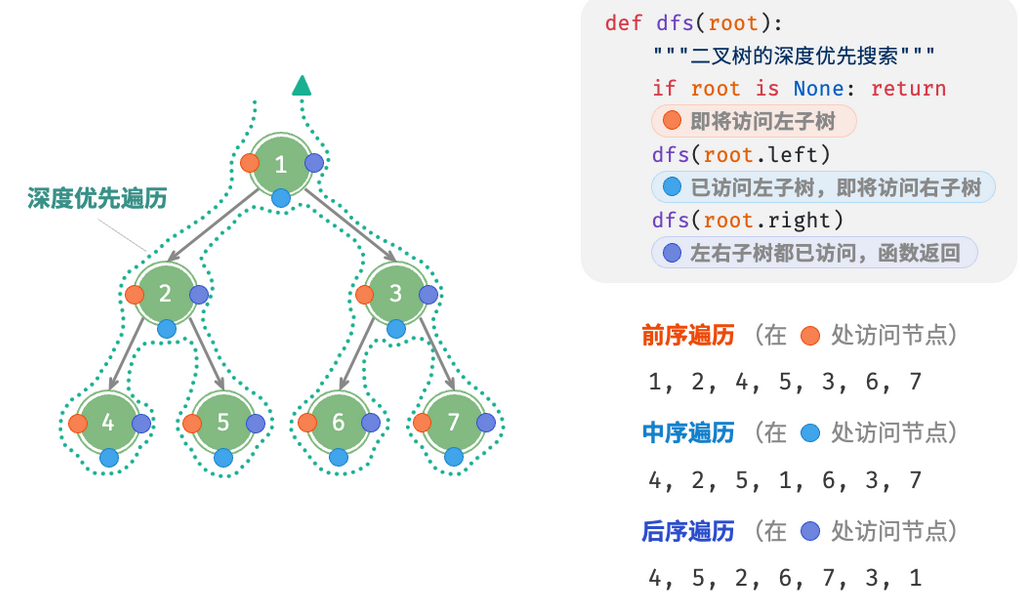 深度优先遍历
1
2
3
4
5
6
7
def dfs(root):
"""二叉树的深度优先搜索"""
if root is None: return
即将访问左子树
dfs(root.left)
已访问左子树，即将访问右子树
dfs(root.right)
左右子树都已访问，函数返回
前序遍历 （在 处访问节点）
1, 2, 4, 5, 3, 6, 7
中序遍历 （在 处访问节点）
4, 2, 5, 1, 6, 3, 7
后序遍历 （在 处访问节点）
4, 5, 2, 6, 7, 3, 1